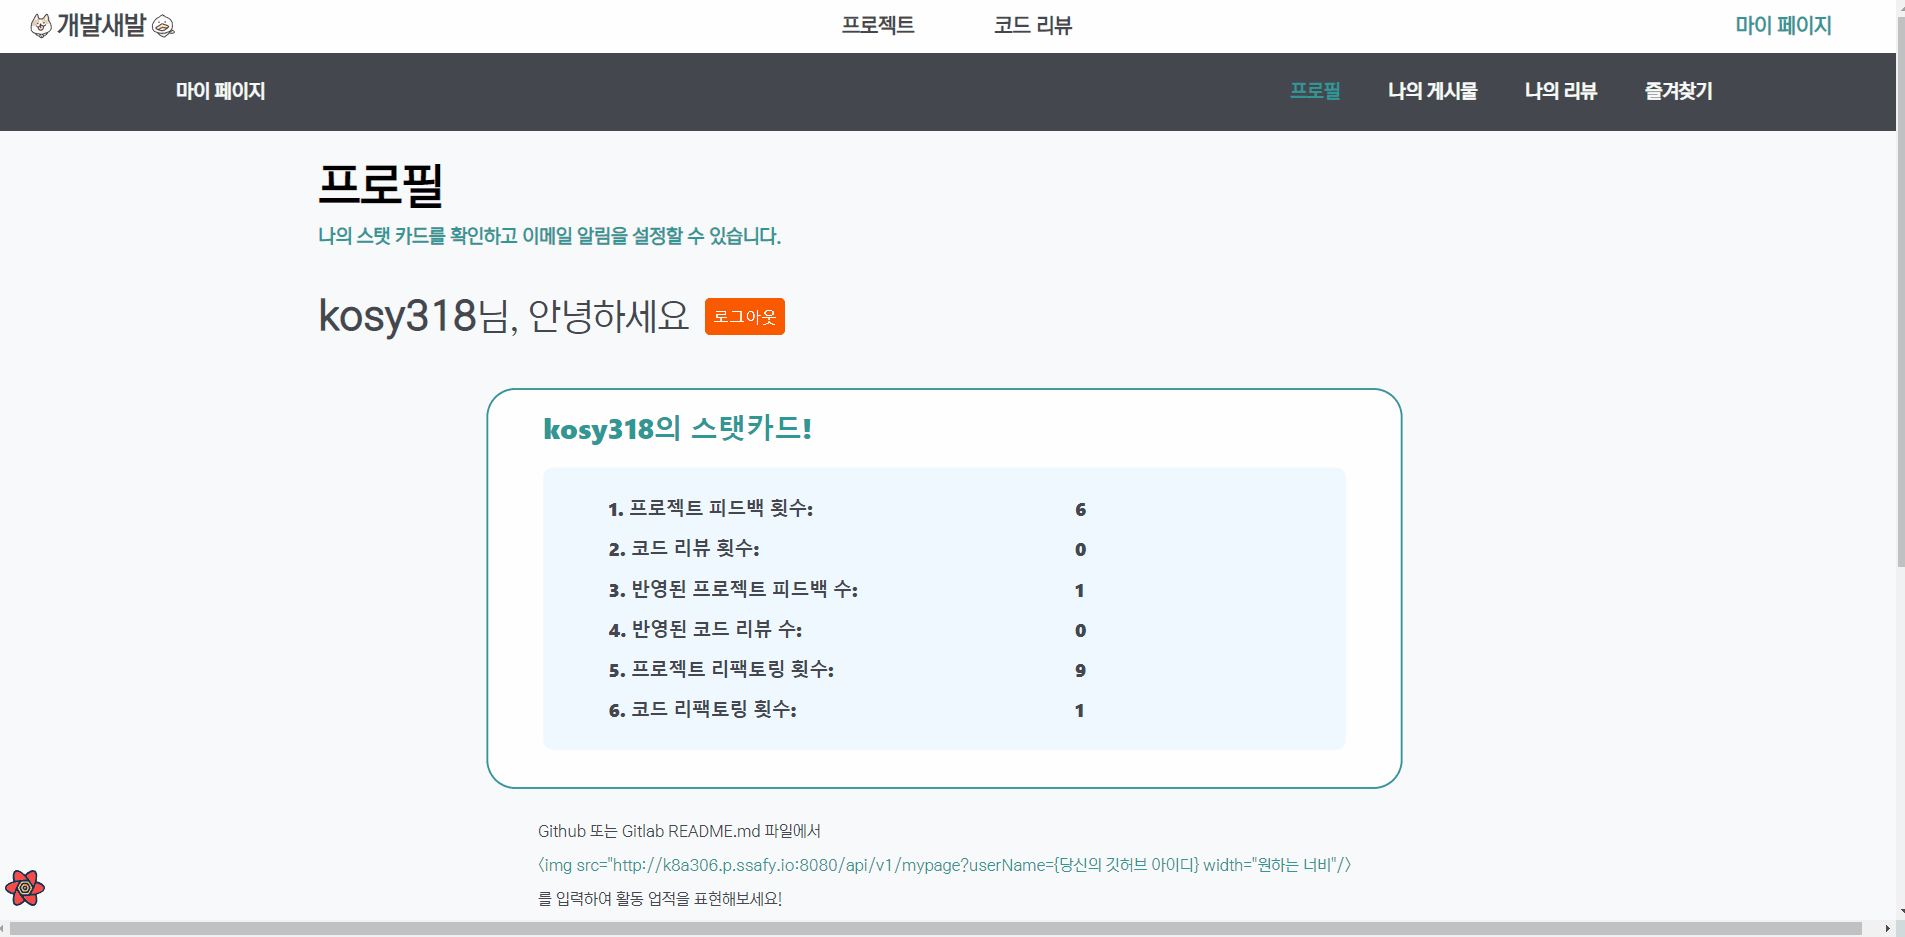 개발새발 프로젝트 코드 리뷰 마이 페이지
마이 페이지 프로필 나의 게시물 나의 리뷰 즐겨찾기
프로필
나의 스탯 카드를 확인하고 이메일 알림을 설정할 수 있습니다.
kosy318님, 안녕하세요 로그아웃
kosy318의 스탯카드!
1. 프로젝트 피드백 횟수: 6
2. 코드 리뷰 횟수: 0
3. 반영된 프로젝트 피드백 수: 1
4. 반영된 코드 리뷰 수: 0
5. 프로젝트 리팩토링 횟수: 9
6. 코드 리팩토링 횟수: 1
Github 또는 Gitlab README.md 파일에서
<img src="http://k8a306.p.ssafy.io:8080/api/v1/mypage?userName={당신의 깃허브 아이디} width="원하는 너비"/>
를 입력하여 활동 업적을 표현해보세요!